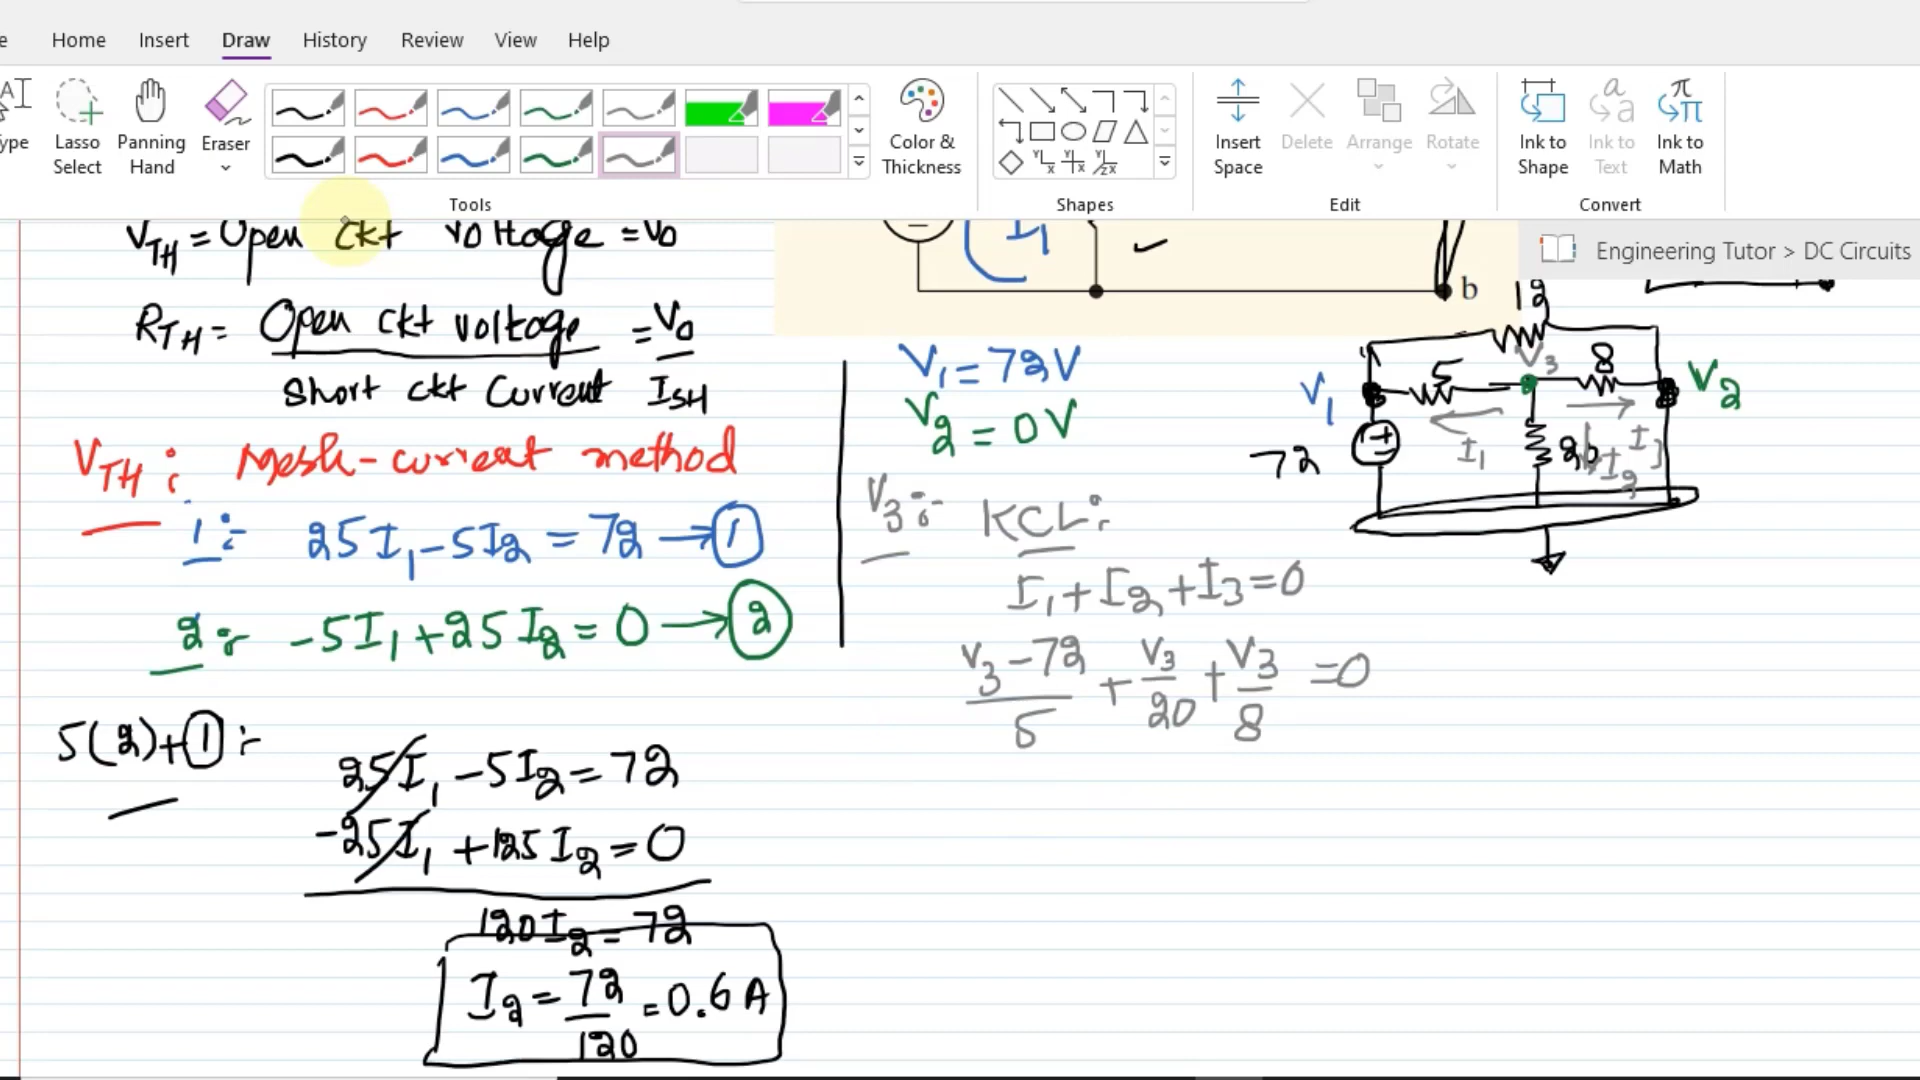 Home Insert Draw History Review View Help
Lasso Select
Panning Hand
Eraser
Color & Thickness
Insert Space
Delete
Arrange
Rotate
Ink to Shape
Ink to Text
Ink to Math
Tools Shapes Edit Convert
Engineering Tutor > DC Circuits
VTH = Open Ckt Voltage = V0
RTH = Open Ckt Voltage / Short Ckt Current = V0 / ISH
VTH: Mesh-current method
1: 25I1 - 5I2 = 72 → 1
2: -5I1 + 25I2 = 0 → 2
5(2)+1:
25I1 - 5I2 = 72
-25I1 + 125I2 = 0
120I2 = 72
I2 = 72/120 = 0.6 A
I1
b
V1 = 72V
V2 = 0V
V3: KCL:
I1 + I2 + I3 = 0
(V3 - 72)/5 + V3/20 + V3/8 = 0
12
V3
8
V1
5
V2
72
I1
20
I2
I3